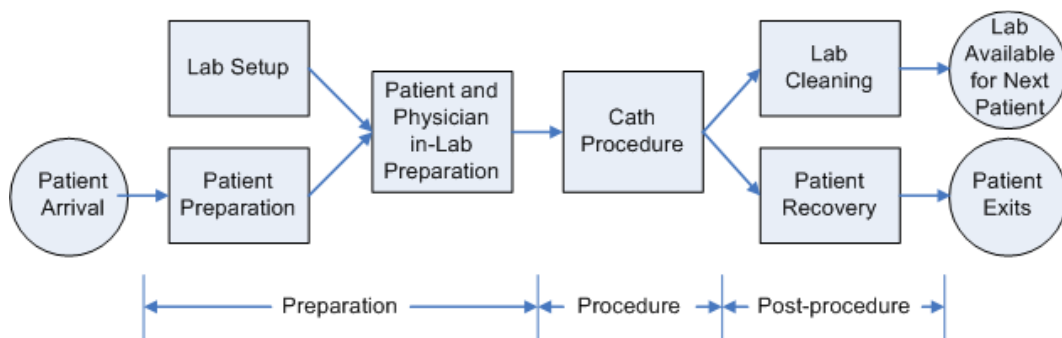 Lab Setup
Patient and
Physician
in-Lab
Preparation
Cath
Procedure
Lab
Cleaning
Lab
Available
for Next
Patient
Patient
Arrival
Patient
Preparation
Patient
Recovery
Patient
Exits
Preparation
Procedure
Post-procedure